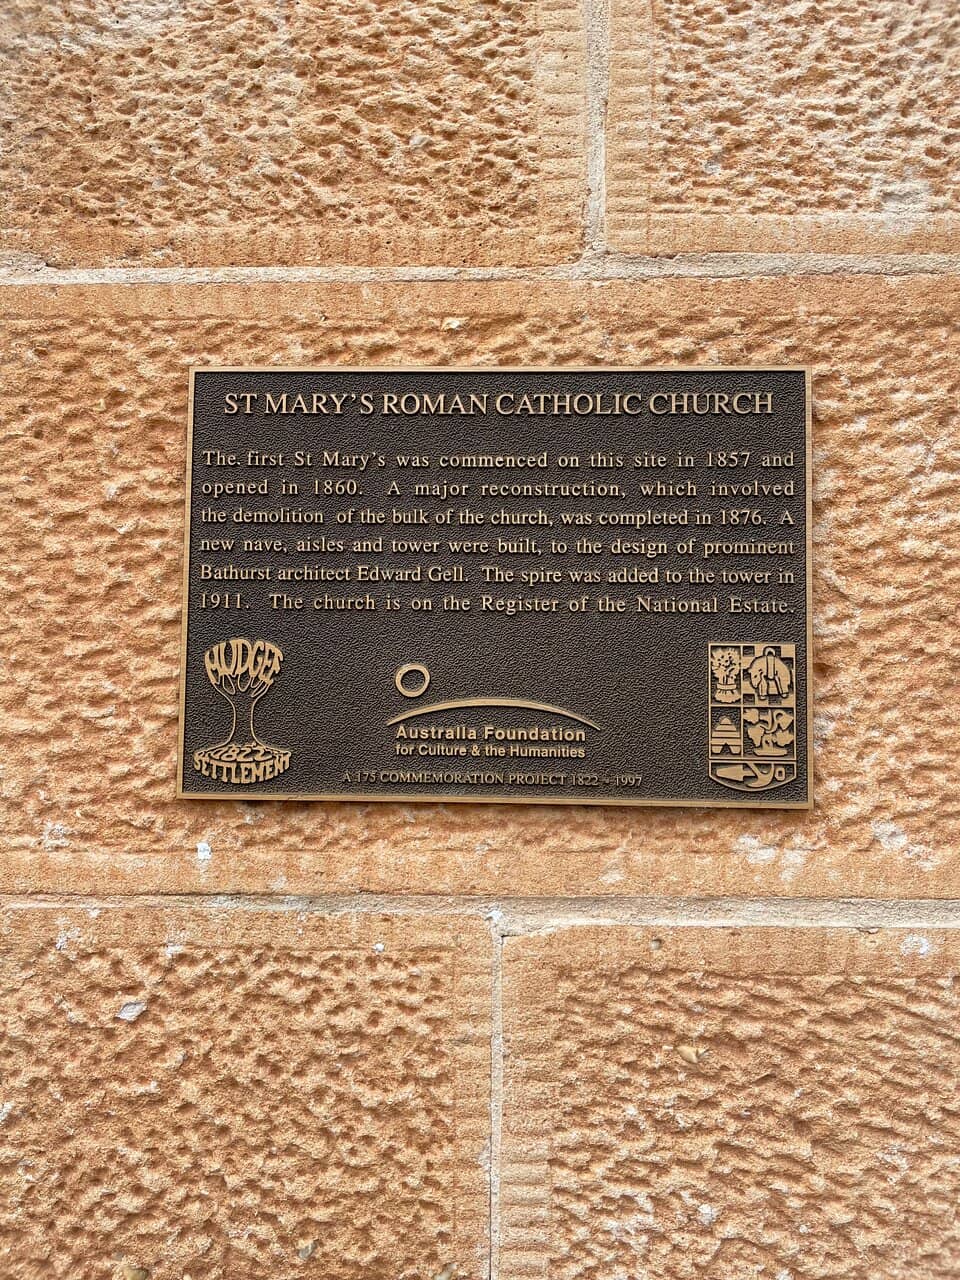 ST MARY'S ROMAN CATHOLIC CHURCH
The first St Mary's was commenced on this site in 1857 and
opened in 1860. A major reconstruction, which involved
the demolition of the bulk of the church, was completed in 1876. A
new nave, aisles and tower were built, to the design of prominent
Bathurst architect Edward Gell. The spire was added to the tower in
1911. The church is on the Register of the National Estate.
MUDGEE
1822
SETTLEMENT
Australia Foundation
for Culture & the Humanities
A 175 COMMEMORATION PROJECT 1822 ~ 1997